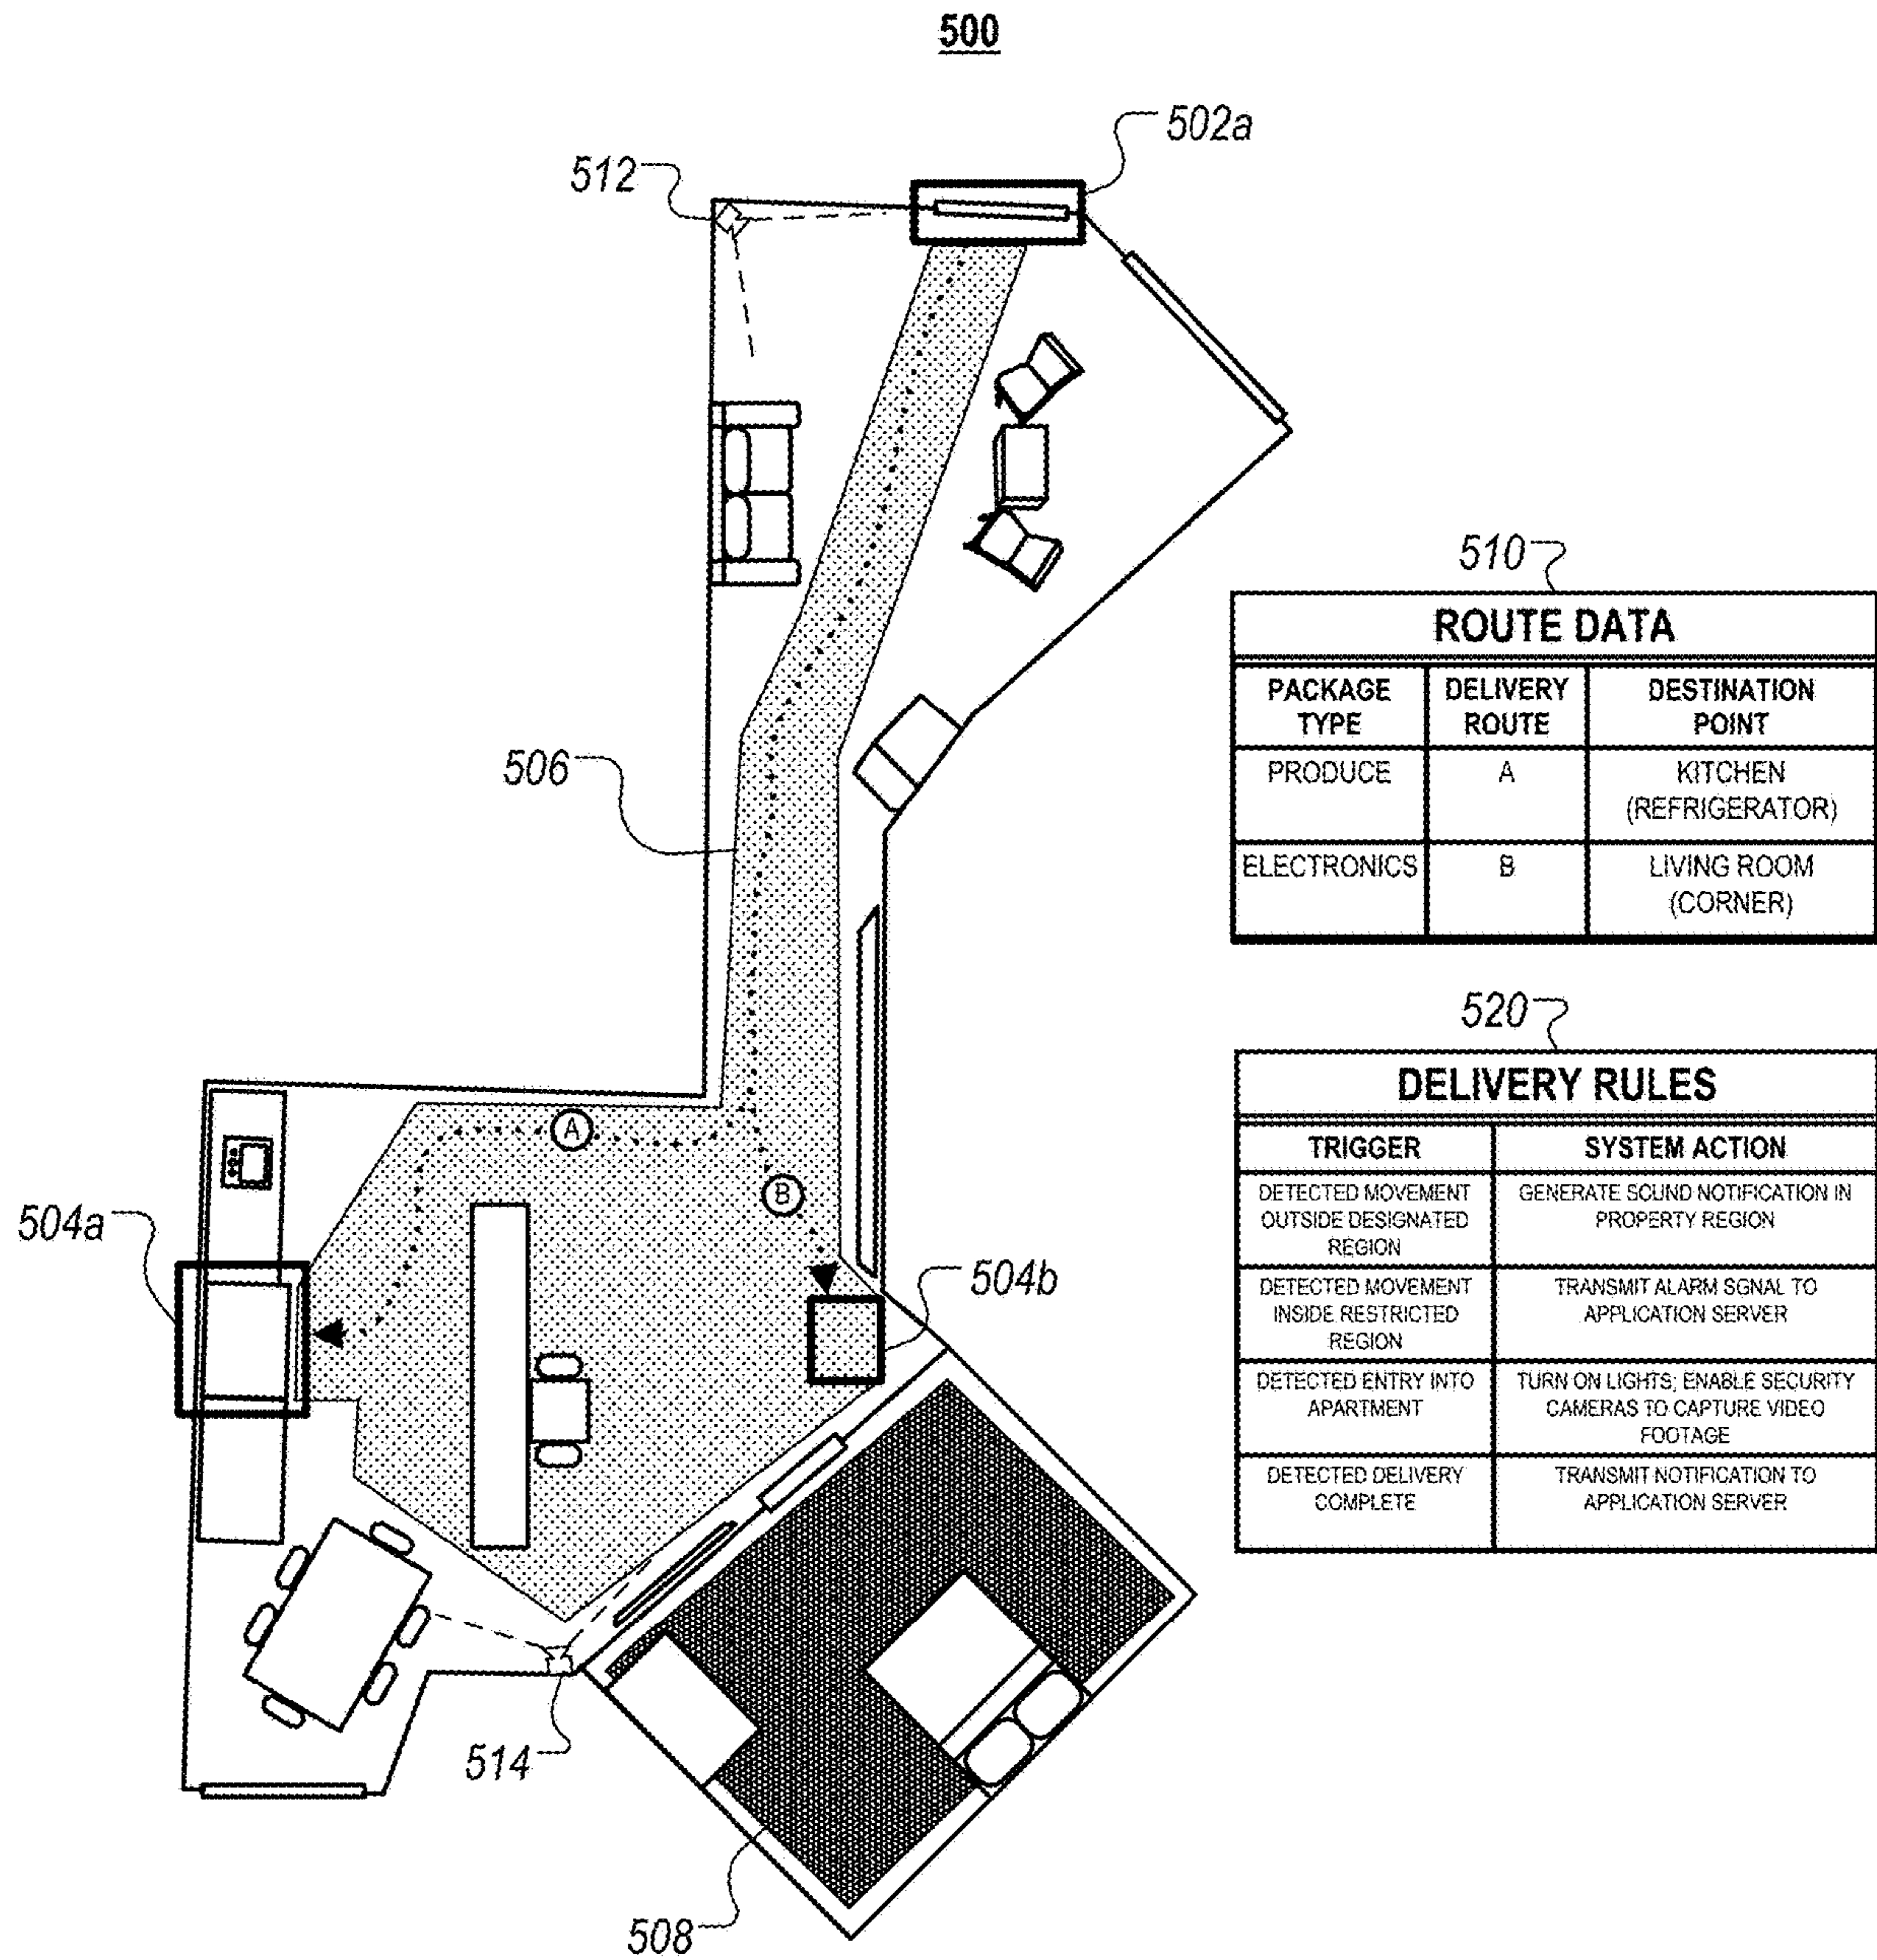 500
502a
512
506
504a
A
B
504b
514
508
510
ROUTE DATA
PACKAGE TYPE
DELIVERY ROUTE
DESTINATION POINT
PRODUCE
A
KITCHEN
(REFRIGERATOR)
ELECTRONICS
B
LIVING ROOM
(CORNER)
520
DELIVERY RULES
TRIGGER
SYSTEM ACTION
DETECTED MOVEMENT
OUTSIDE DESIGNATED
REGION
GENERATE SOUND NOTIFICATION IN
PROPERTY REGION
DETECTED MOVEMENT
INSIDE RESTRICTED
REGION
TRANSMIT ALARM SGNAL TO
APPLICATION SERVER
DETECTED ENTRY INTO
APARTMENT
TURN ON LIGHTS; ENABLE SECURITY
CAMERAS TO CAPTURE VIDEO
FOOTAGE
DETECTED DELIVERY
COMPLETE
TRANSMIT NOTIFICATION TO
APPLICATION SERVER